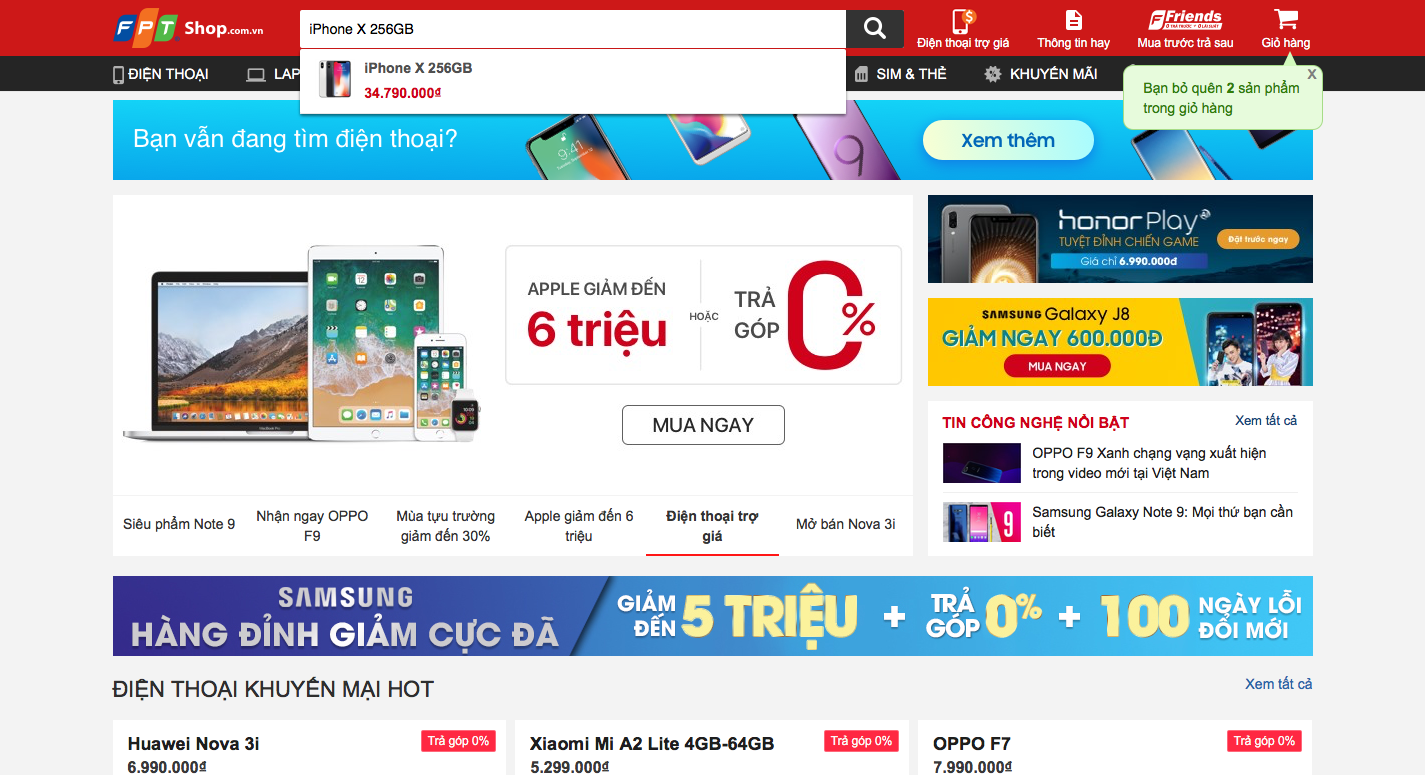 FPT Shop.com.vn
iPhone X 256GB
Điện thoại trợ giá
Thông tin hay
Friends
Mua trước trả sau
Giỏ hàng
iPhone X 256GB
34.790.000₫
ĐIỆN THOẠI
LAP
SIM & THẺ
KHUYẾN MÃI
X
Bạn bỏ quên 2 sản phẩm
trong giỏ hàng
Bạn vẫn đang tìm điện thoại?
9:41
9
Xem thêm
APPLE GIẢM ĐẾN
6 triệu
HOẶC
TRẢ
GÓP
0%
MUA NGAY
Siêu phẩm Note 9
Nhận ngay OPPO
F9
Mùa tựu trường
giảm đến 30%
Apple giảm đến 6
triệu
Điện thoại trợ
giá
Mở bán Nova 3i
honor Play
TUYỆT ĐỈNH CHIẾN GAME
Giá chỉ 6.990.000đ
Đặt trước ngay
SAMSUNG Galaxy J8
GIẢM NGAY 600.000Đ
MUA NGAY
TIN CÔNG NGHỆ NỔI BẬT
Xem tất cả
OPPO F9 Xanh chạng vạng xuất hiện
trong video mới tại Việt Nam
9
Samsung Galaxy Note 9: Mọi thứ bạn cần
biết
SAMSUNG
HÀNG ĐỈNH GIẢM CỰC ĐÃ
GIẢM
ĐẾN
5 TRIỆU
+
TRẢ
GÓP
0%
+
100
NGÀY LỖI
ĐỔI MỚI
ĐIỆN THOẠI KHUYẾN MẠI HOT
Xem tất cả
Huawei Nova 3i
Trả góp 0%
6.990.000₫
Xiaomi Mi A2 Lite 4GB-64GB
Trả góp 0%
5.299.000₫
OPPO F7
Trả góp 0%
7.990.000₫